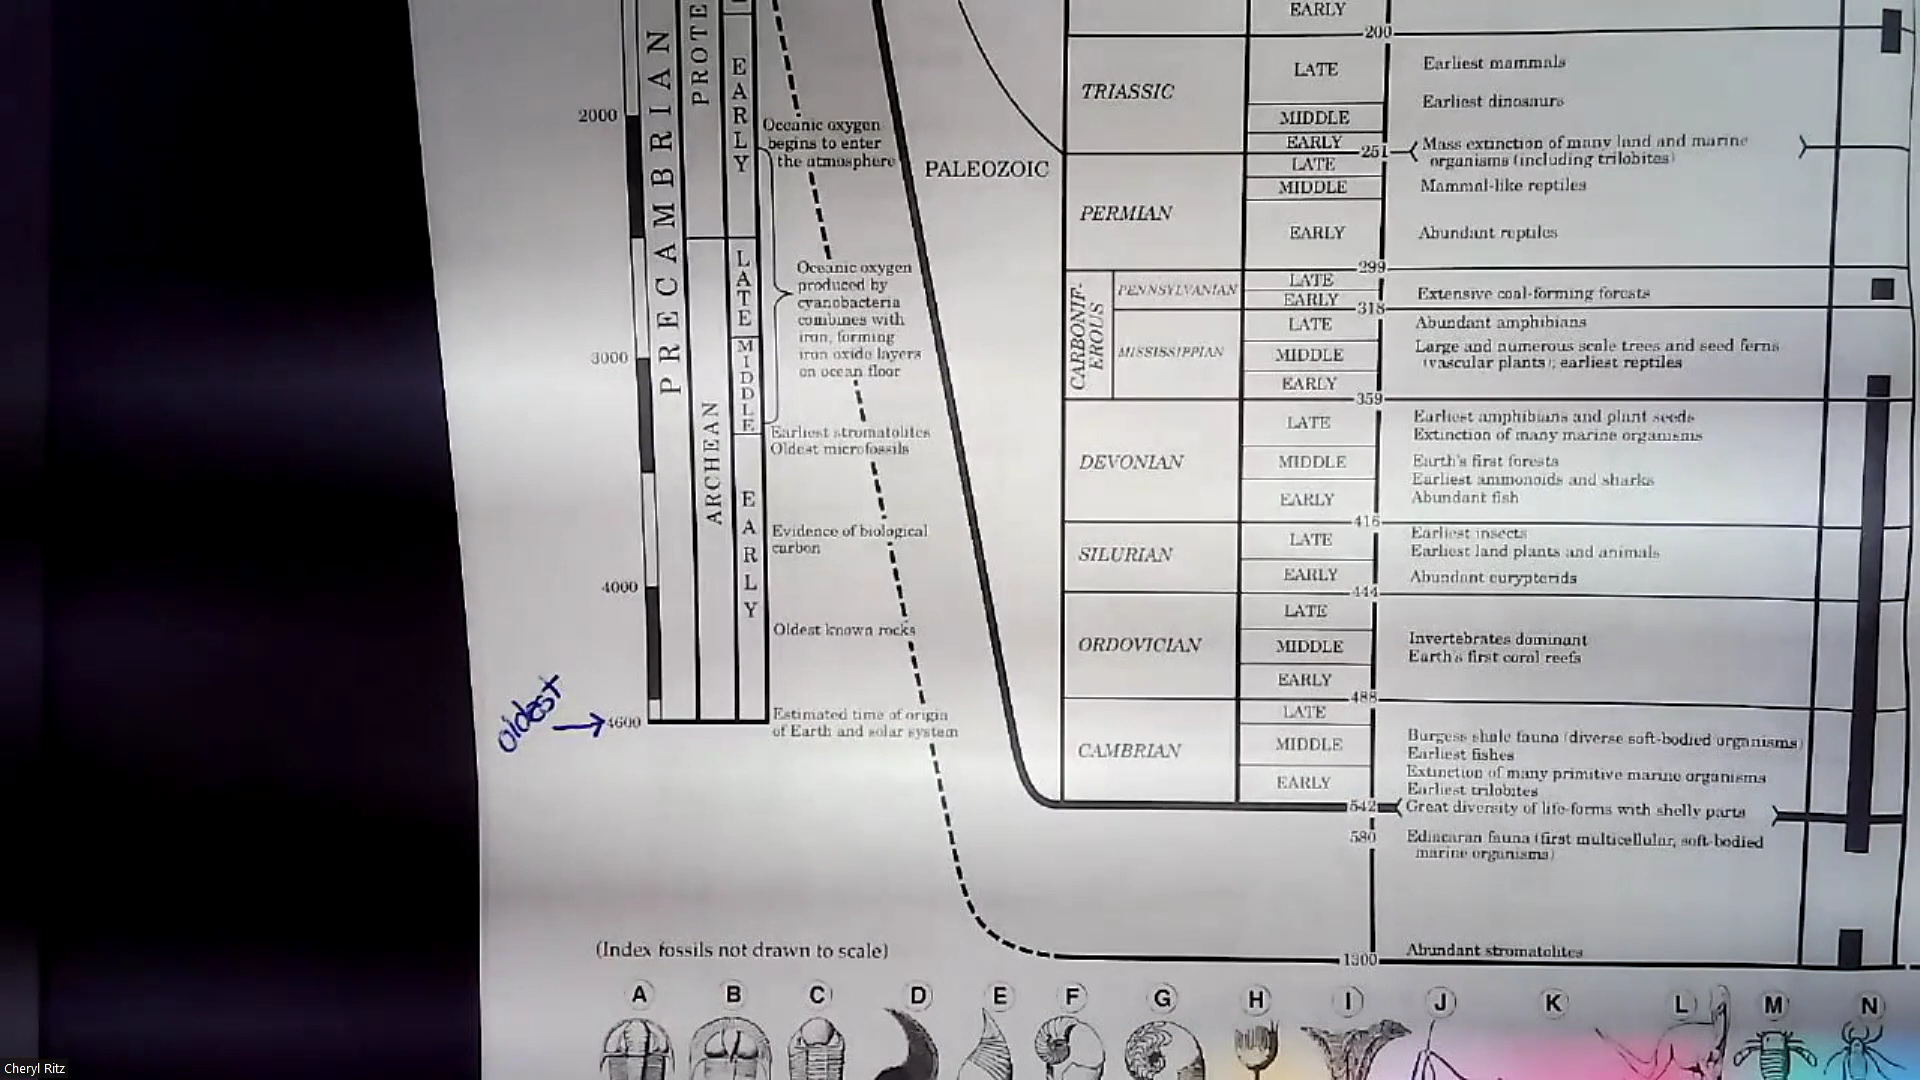 PRECAMBRIAN
PROTE
EARLY
2000
Oceanic oxygen
begins to enter
the atmosphere
ARCHEAN
LATE
Oceanic oxygen
produced by
cyanobacteria
combines with
iron, forming
iron oxide layers
on ocean floor
3000
MIDDLE
Earliest stromatolites
Oldest microfossils
EARLY
Evidence of biological
carbon
4000
Oldest known rocks
oldest
4600
Estimated time of origin
of Earth and solar system
PALEOZOIC
EARLY
200
TRIASSIC
LATE
Earliest mammals
Earliest dinosaurs
MIDDLE
EARLY
251
Mass extinction of many land and marine
organisms (including trilobites)
PERMIAN
LATE
MIDDLE
Mammal-like reptiles
EARLY
Abundant reptiles
299
CARBONIF-
EROUS
PENNSYLVANIAN
LATE
EARLY
Extensive coal-forming forests
318
MISSISSIPPIAN
LATE
Abundant amphibians
MIDDLE
Large and numerous scale trees and seed ferns
(vascular plants); earliest reptiles
EARLY
359
DEVONIAN
LATE
Earliest amphibians and plant seeds
Extinction of many marine organisms
MIDDLE
Earth's first forests
Earliest ammonoids and sharks
EARLY
Abundant fish
416
SILURIAN
LATE
Earliest insects
Earliest land plants and animals
EARLY
Abundant eurypterids
444
ORDOVICIAN
LATE
MIDDLE
Invertebrates dominant
Earth's first coral reefs
EARLY
488
CAMBRIAN
LATE
MIDDLE
Burgess shale fauna (diverse soft-bodied organisms)
Earliest fishes
EARLY
Extinction of many primitive marine organisms
Earliest trilobites
542
Great diversity of life-forms with shelly parts
580
Ediacaran fauna (first multicellular, soft-bodied
marine organisms)
1300
Abundant stromatolites
(Index fossils not drawn to scale)
A B C D E F G H I J K L M N
Cheryl Ritz